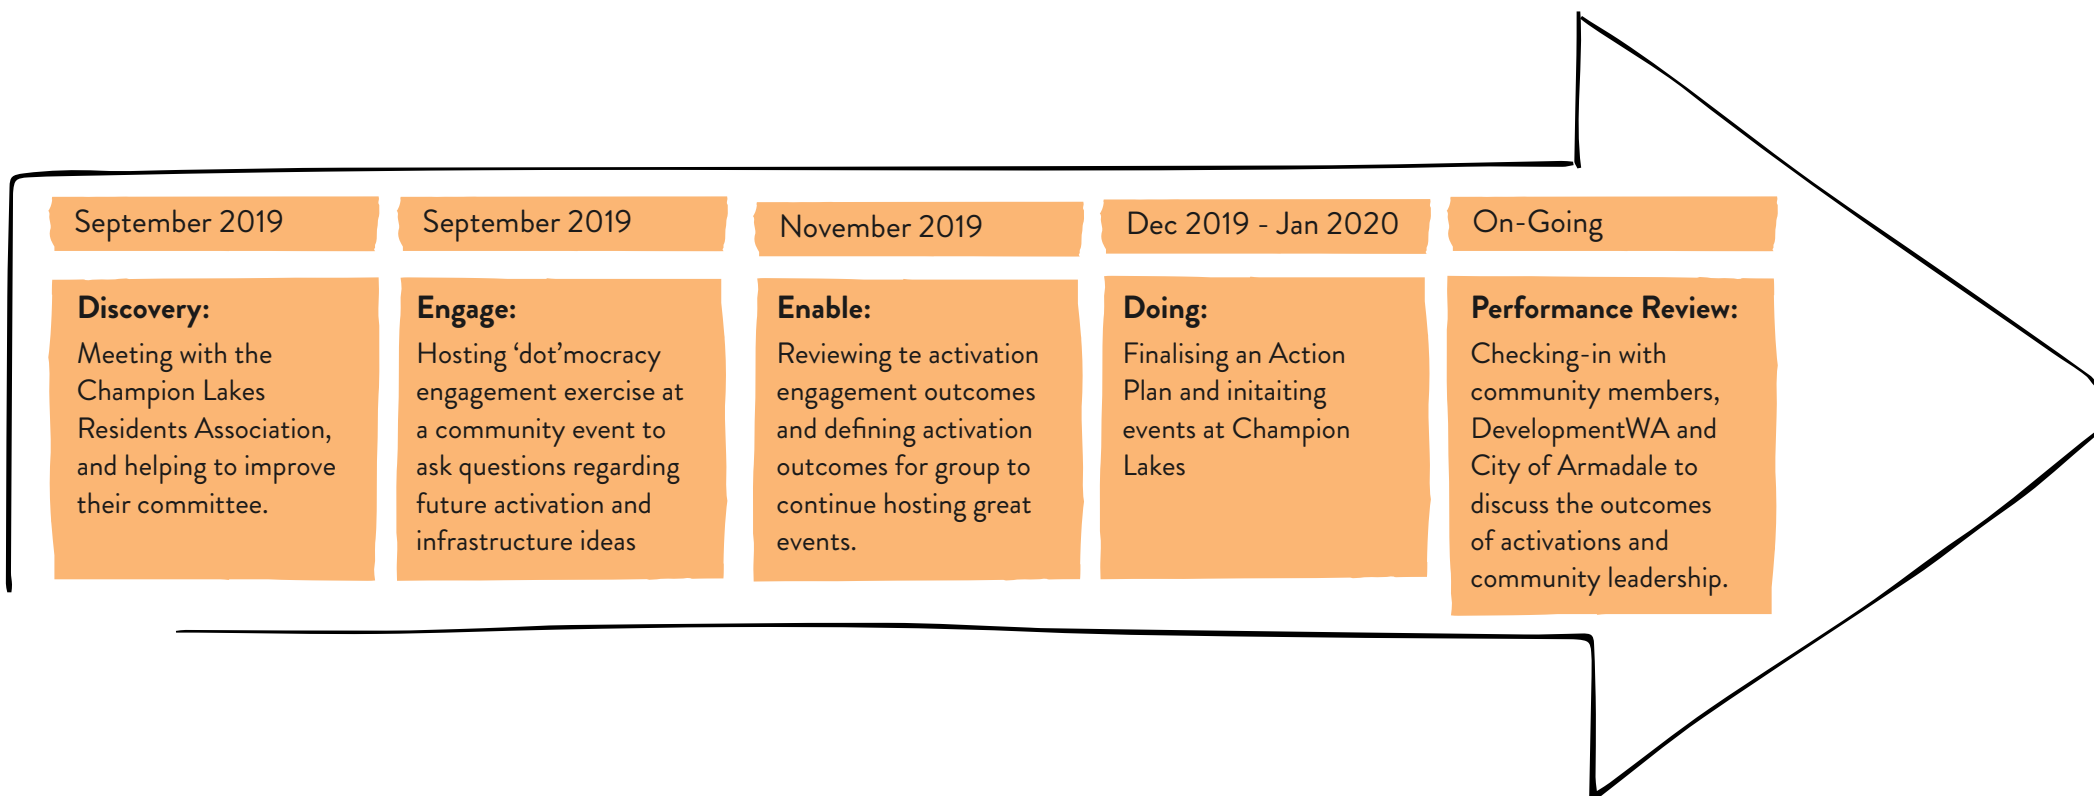 September 2019
Discovery:
Meeting with the
Champion Lakes
Residents Association,
and helping to improve
their committee.
September 2019
Engage:
Hosting ‘dot’mocracy
engagement exercise at
a community event to
ask questions regarding
future activation and
infrastructure ideas
November 2019
Enable:
Reviewing te activation
engagement outcomes
and defining activation
outcomes for group to
continue hosting great
events.
Dec 2019 - Jan 2020
Doing:
Finalising an Action
Plan and initaiting
events at Champion
Lakes
On-Going
Performance Review:
Checking-in with
community members,
DevelopmentWA and
City of Armadale to
discuss the outcomes
of activations and
community leadership.